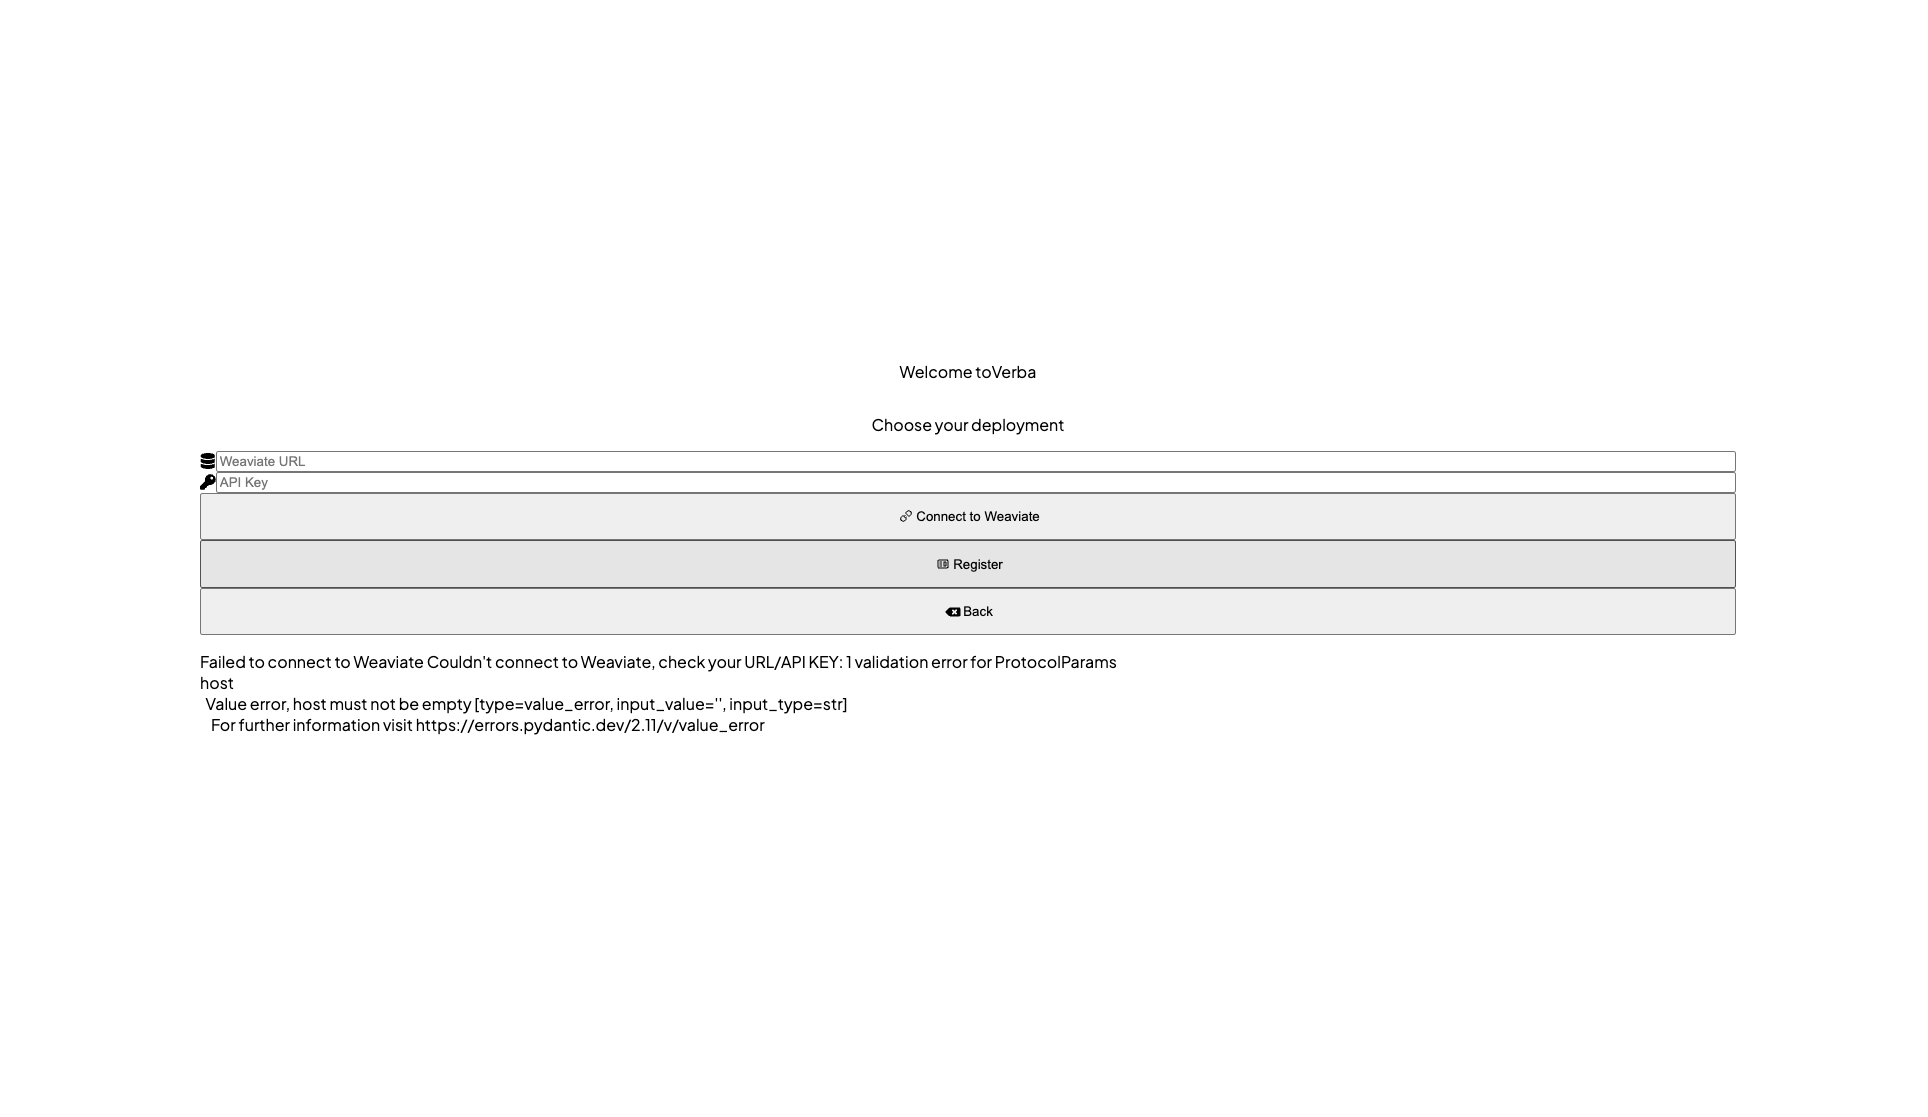 Welcome toVerba
Choose your deployment
Weaviate URL
API Key
Connect to Weaviate
Register
Back
Failed to connect to Weaviate Couldn't connect to Weaviate, check your URL/API KEY: 1 validation error for ProtocolParams
host
Value error, host must not be empty [type=value_error, input_value='', input_type=str]
For further information visit https://errors.pydantic.dev/2.11/v/value_error